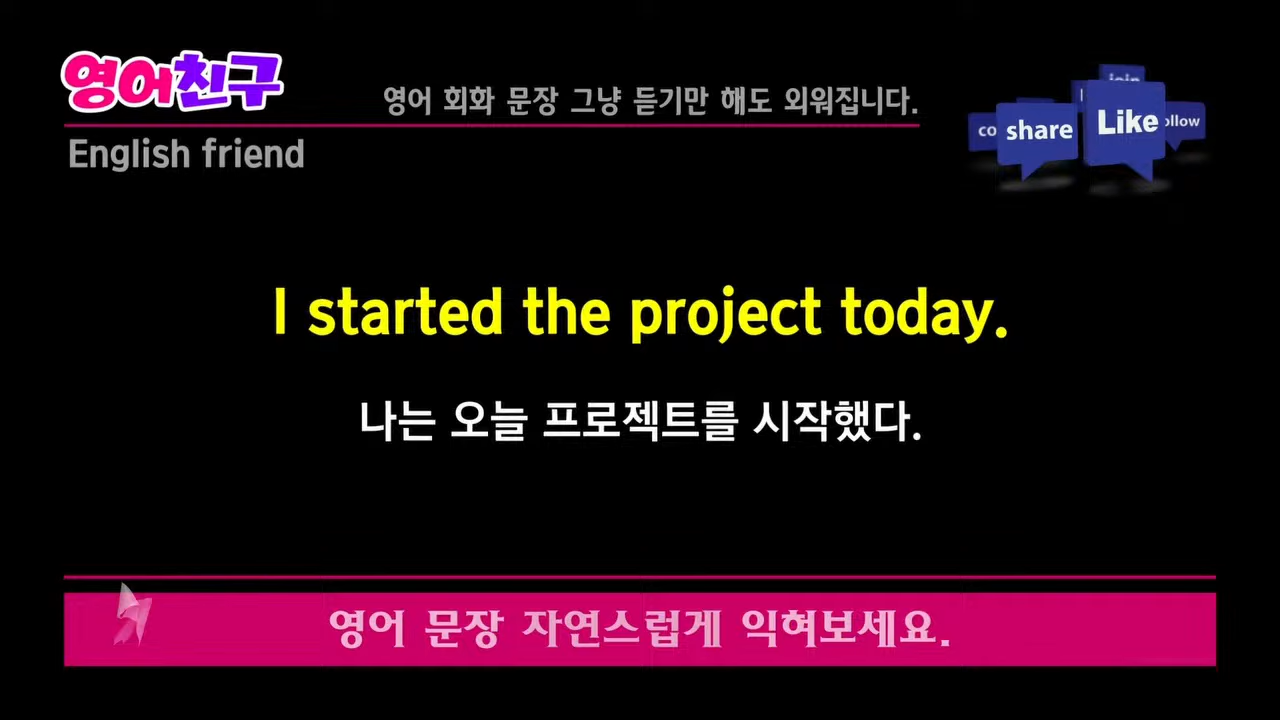 영어친구
영어 회화 문장 그냥 듣기만 해도 외워집니다.
English friend
join
share
Like
I started the project today.
나는 오늘 프로젝트를 시작했다.
영어 문장 자연스럽게 익혀보세요.